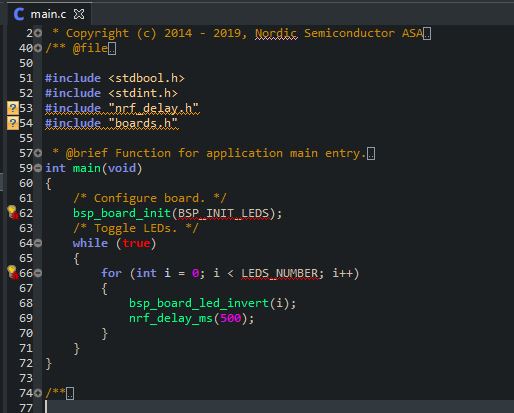 main.c
2 * Copyright (c) 2014 - 2019, Nordic Semiconductor ASA
40 /** @file
50
51 #include <stdbool.h>
52 #include <stdint.h>
53 #include "nrf_delay.h"
54 #include "boards.h"
55
57 * @brief Function for application main entry.
59 int main(void)
60 {
61 /* Configure board. */
62 bsp_board_init(BSP_INIT_LEDS);
63 /* Toggle LEDs. */
64 while (true)
65 {
66 for (int i = 0; i < LEDS_NUMBER; i++)
67 {
68 bsp_board_led_invert(i);
69 nrf_delay_ms(500);
70 }
71 }
72 }
73
74 /**
77